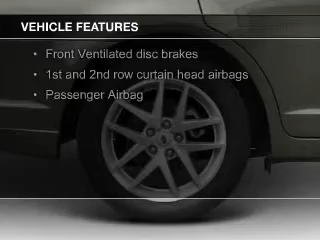 VEHICLE FEATURES
• Front Ventilated disc brakes
• 1st and 2nd row curtain head airbags
• Passenger Airbag